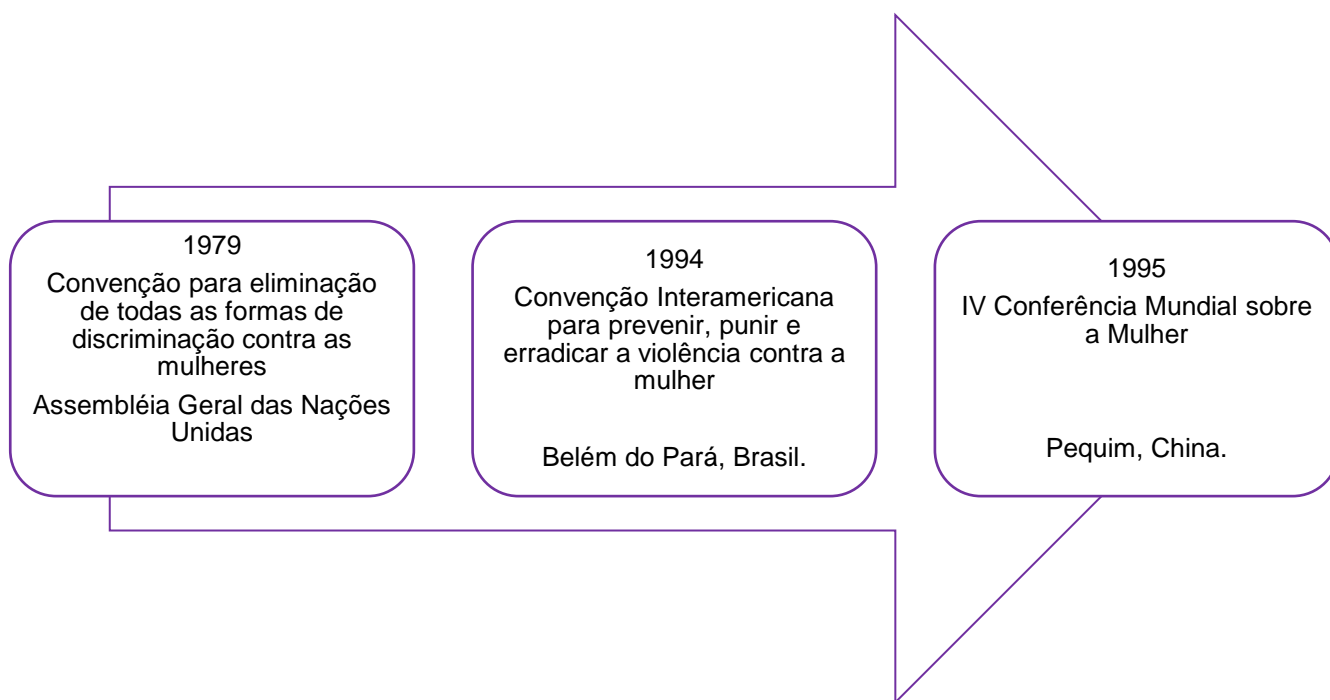 1979
Convenção para eliminação
de todas as formas de
discriminação contra as
mulheres
Assembléia Geral das Nações
Unidas
1994
Convenção Interamericana
para prevenir, punir e
erradicar a violência contra a
mulher
Belém do Pará, Brasil.
1995
IV Conferência Mundial sobre
a Mulher
Pequim, China.